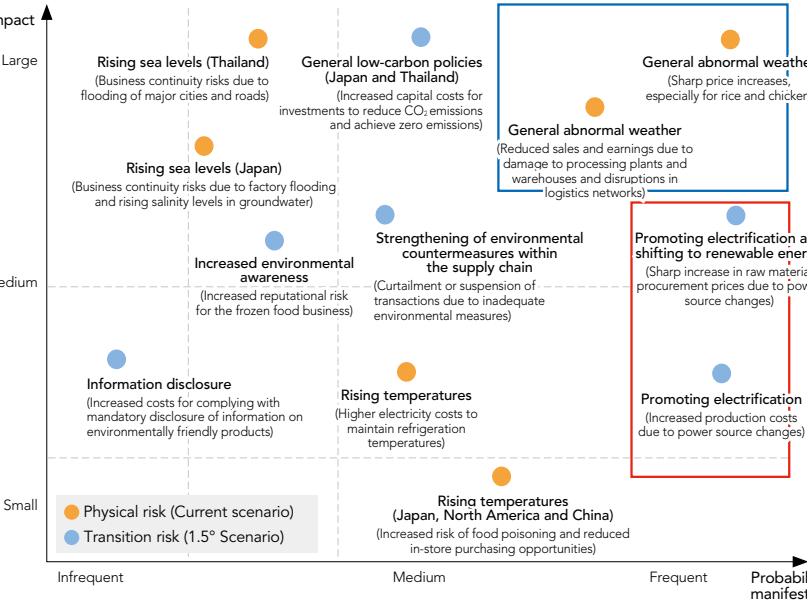 Large
Rising sea levels (Thailand)
(Business continuity risks due to
flooding of major cities and roads)
General low-carbon policies
(Japan and Thailand)
(Increased capital costs for
investments to reduce CO₂ emissions
and achieve zero emissions)
General abnormal
(Sharp price increases,
especially for rice and chicken
General abnormal weather
(Reduced sales and earnings due to
damage to processing plants and
warehouses and disruptions in
logistics networks)
Rising sea levels (Japan)
(Business continuity risks due to factory flooding
and rising salinity levels in groundwater)
Increased environmental
awareness
(Increased reputational risk
for the frozen food business)
Strengthening of environmental
countermeasures within
the supply chain
(Curtailment or suspension of
transactions due to inadequate
environmental measures)
Promoting electrification
shifting to renewable
(Sharp increase in raw
procurement prices due to
source changes)
Information disclosure
(Increased costs for complying with
mandatory disclosure of information on
environmentally friendly products)
Rising temperatures
(Higher electricity costs to
maintain refrigeration
temperatures)
Promoting electrification
(Increased production costs
due to power source changes)
Small
Rising temperatures
(Japan, North America and China)
(Increased risk of food poisoning and reduced
in-store purchasing opportunities)
Physical risk (Current scenario)
Transition risk (1.5° Scenario)
Infrequent
Medium
Frequent